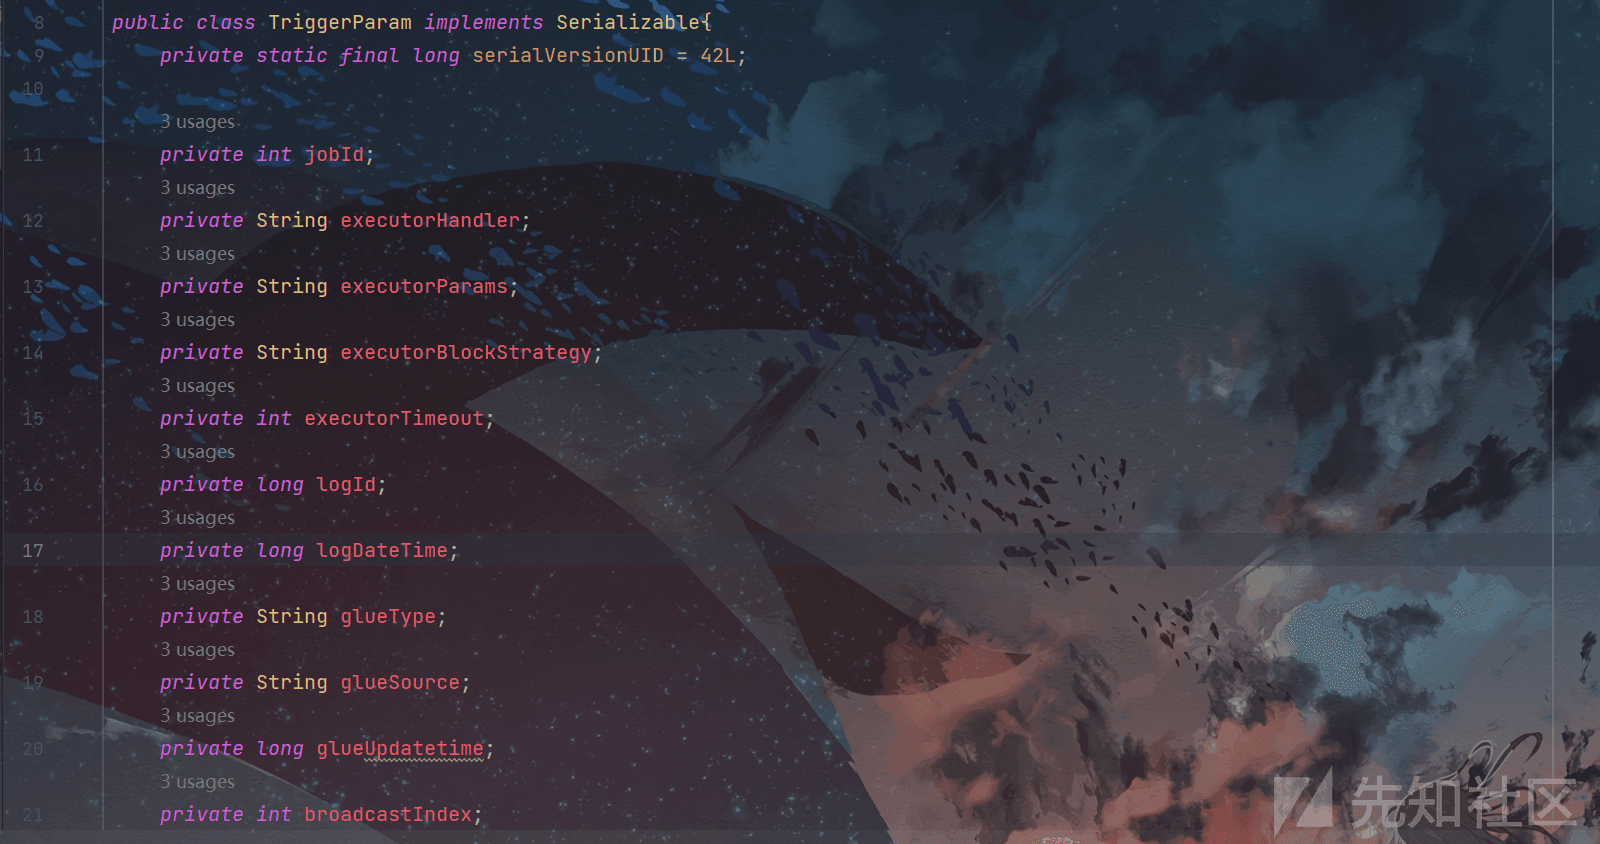 8 public class TriggerParam implements Serializable{
9 private static final long serialVersionUID = 42L;
10
3 usages
11 private int jobId;
3 usages
12 private String executorHandler;
3 usages
13 private String executorParams;
3 usages
14 private String executorBlockStrategy;
3 usages
15 private int executorTimeout;
3 usages
16 private long logId;
3 usages
17 private long logDateTime;
3 usages
18 private String glueType;
3 usages
19 private String glueSource;
3 usages
20 private long glueUpdatetime;
3 usages
21 private int broadcastIndex;
先知社区